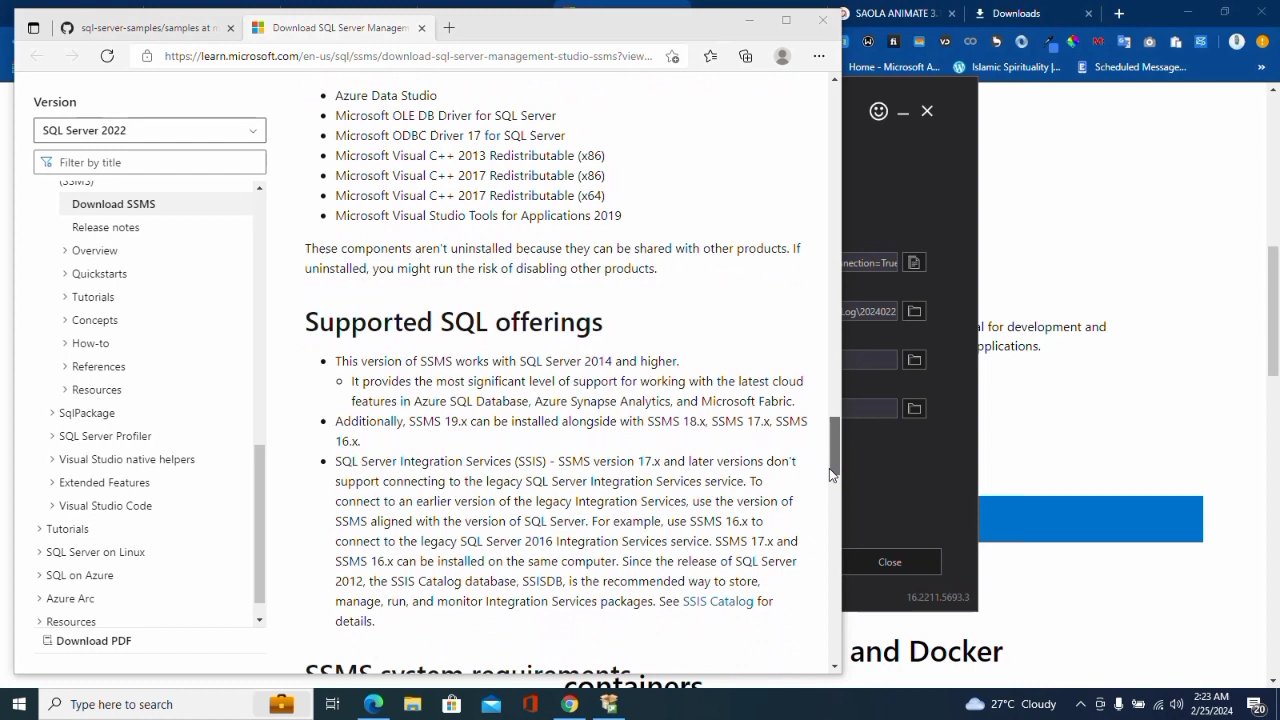 sql-server-samples/samples at m
Download SQL Server Managem
SAOLA ANIMATE 3.
Downloads
https://learn.microsoft.com/en-us/sql/ssms/download-sql-server-management-studio-ssms?view...
Home - Microsoft A...
Islamic Spirituality |...
Scheduled Message...
Version
SQL Server 2022
Filter by title
(SSMS)
Download SSMS
Release notes
Overview
Quickstarts
Tutorials
Concepts
How-to
References
Resources
SqlPackage
SQL Server Profiler
Visual Studio native helpers
Extended Features
Visual Studio Code
Tutorials
SQL Server on Linux
SQL on Azure
Azure Arc
Resources
Download PDF
Azure Data Studio
Microsoft OLE DB Driver for SQL Server
Microsoft ODBC Driver 17 for SQL Server
Microsoft Visual C++ 2013 Redistributable (x86)
Microsoft Visual C++ 2017 Redistributable (x86)
Microsoft Visual C++ 2017 Redistributable (x64)
Microsoft Visual Studio Tools for Applications 2019
These components aren't uninstalled because they can be shared with other products. If
uninstalled, you might run the risk of disabling other products.
Supported SQL offerings
This version of SSMS works with SQL Server 2014 and higher.
It provides the most significant level of support for working with the latest cloud
features in Azure SQL Database, Azure Synapse Analytics, and Microsoft Fabric.
Additionally, SSMS 19.x can be installed alongside with SSMS 18.x, SSMS 17.x, SSMS
16.x.
SQL Server Integration Services (SSIS) - SSMS version 17.x and later versions don't
support connecting to the legacy SQL Server Integration Services service. To
connect to an earlier version of the legacy Integration Services, use the version of
SSMS aligned with the version of SQL Server. For example, use SSMS 16.x to
connect to the legacy SQL Server 2016 Integration Services service. SSMS 17.x and
SSMS 16.x can be installed on the same computer. Since the release of SQL Server
2012, the SSIS Catalog database, SSISDB, is the recommended way to store,
manage, run, and monitor Integration Services packages. See SSIS Catalog for
details.
SSMS system requirements
nection=True
Log\2024022
Close
16.2211.5693.3
al for development and
pplications.
and Docker
containers
Type here to search
27°C Cloudy
2:23 AM
2/25/2024
20